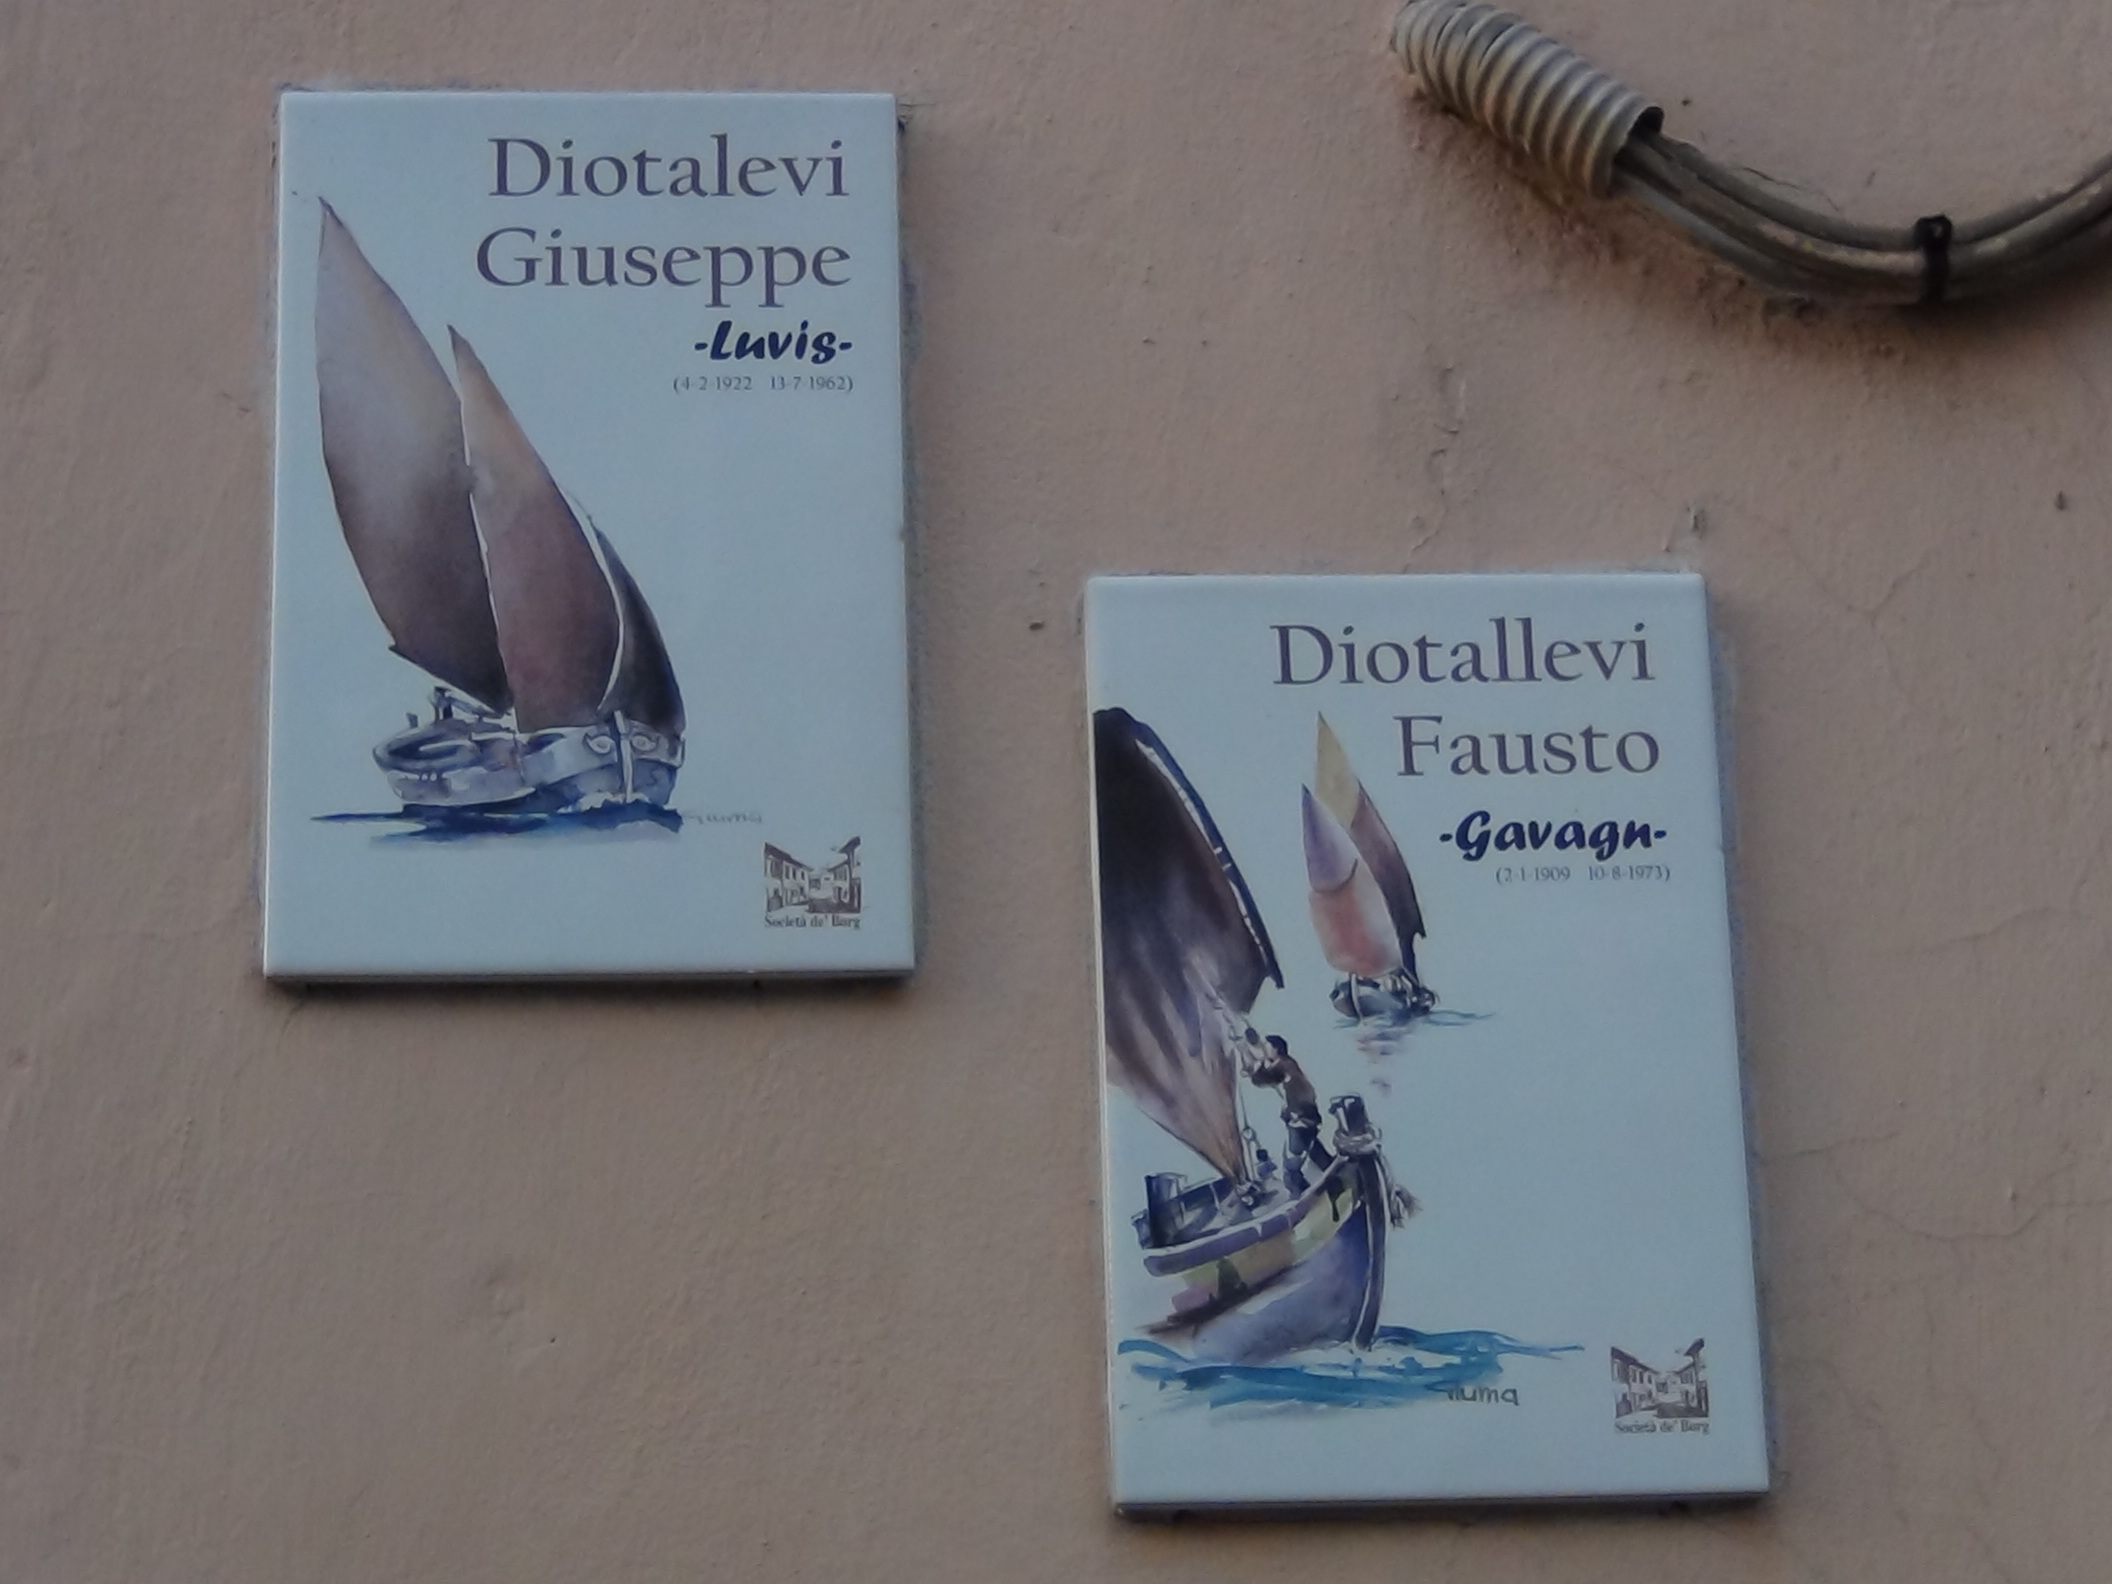 Diotalevi
Giuseppe
-Luvis-
(4-2-1922 13-7-1962)
Società de' Borg
Diotallevi
Fausto
-Gavagn-
(2-1-1909 10-8-1973)
Società de' Borg